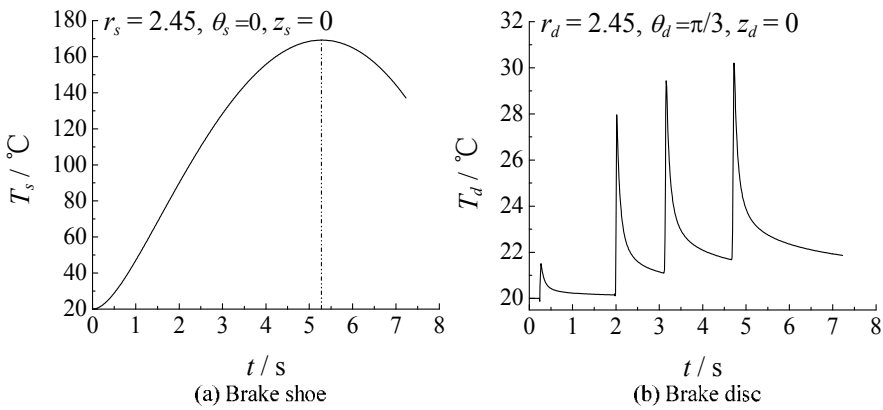 r_s = 2.45, θ_s =0, z_s = 0
180
160
140
120
100
80
60
40
20
0 1 2 3 4 5 6 7 8
T_s / °C
t / s
(a) Brake shoe
r_d = 2.45, θ_d =π/3, z_d = 0
32
30
28
26
24
22
20
0 1 2 3 4 5 6 7 8
T_d / °C
t / s
(b) Brake disc